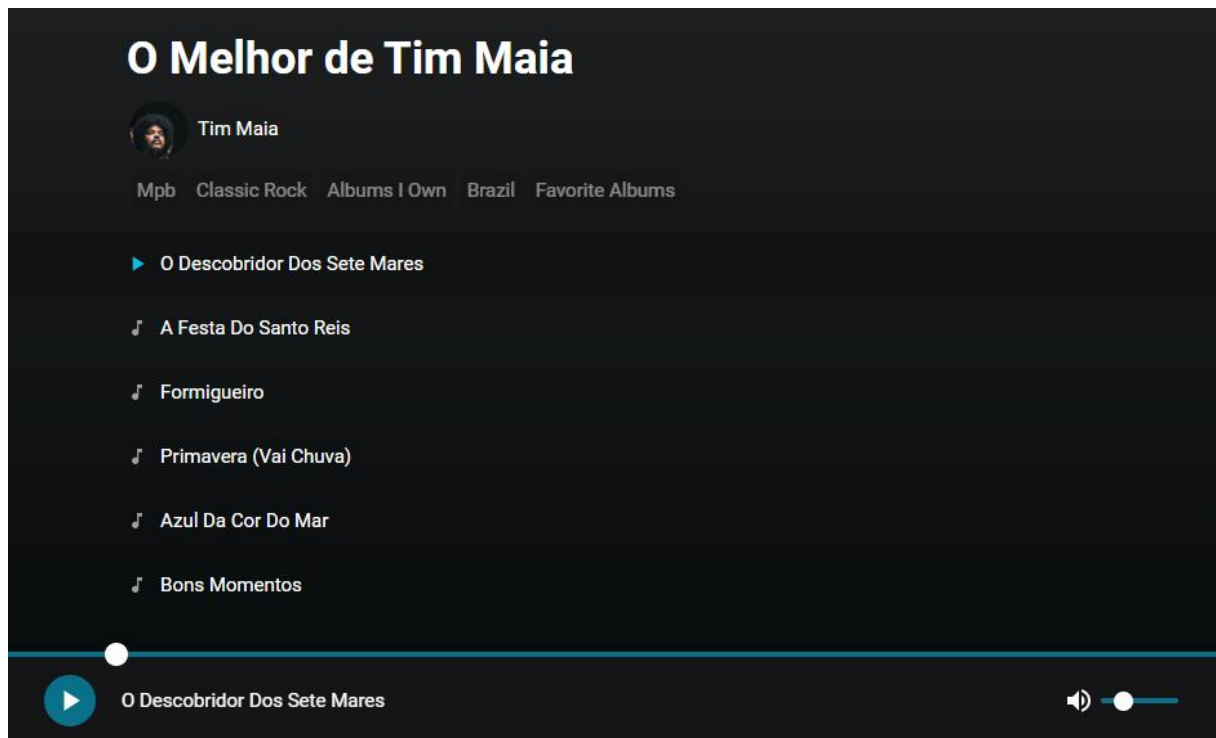 O Melhor de Tim Maia
Tim Maia
Mpb Classic Rock Albums I Own Brazil Favorite Albums
O Descobridor Dos Sete Mares
A Festa Do Santo Reis
Formigueiro
Primavera (Vai Chuva)
Azul Da Cor Do Mar
Bons Momentos
O Descobridor Dos Sete Mares